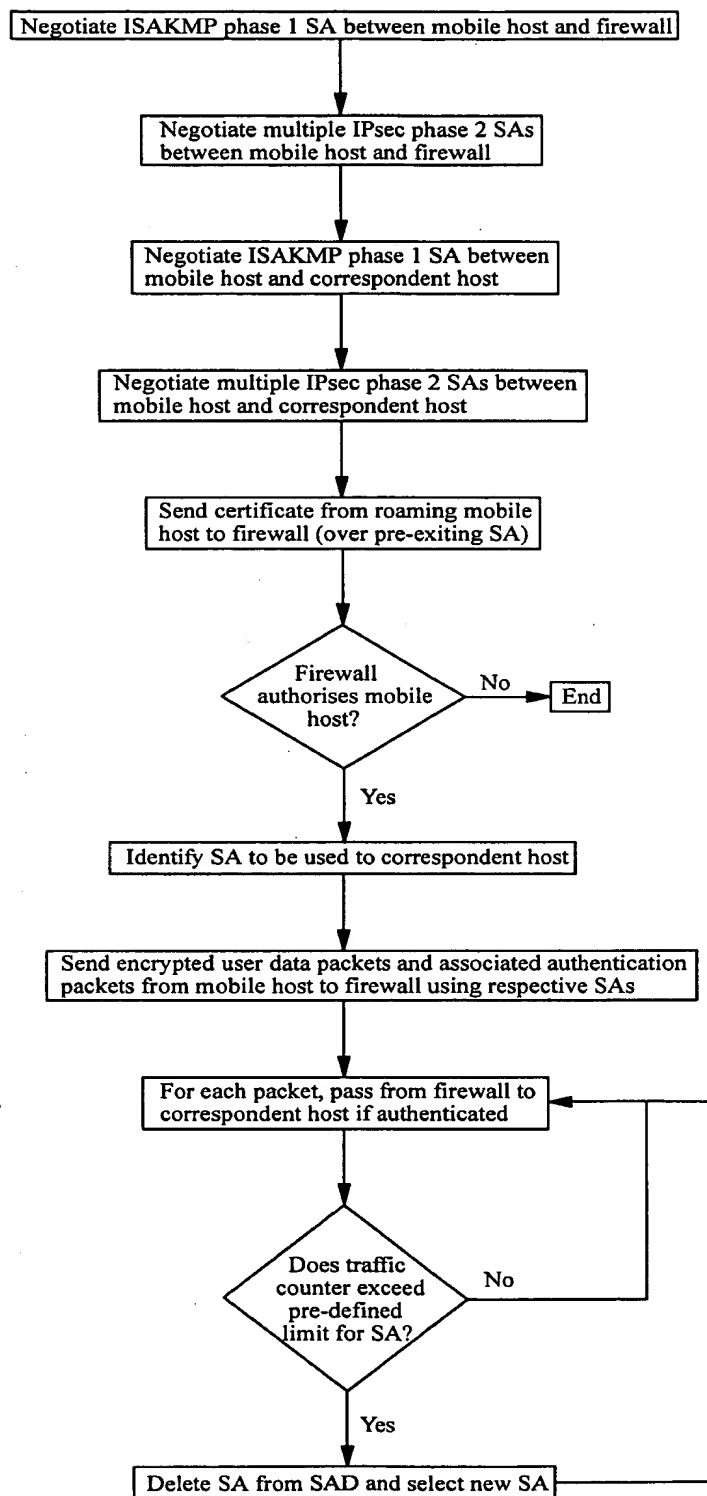 Negotiate ISAKMP phase 1 SA between mobile host and firewall
Negotiate multiple IPsec phase 2 SAs
between mobile host and firewall
Negotiate ISAKMP phase 1 SA between
mobile host and correspondent host
Negotiate multiple IPsec phase 2 SAs between
mobile host and correspondent host
Send certificate from roaming mobile
host to firewall (over pre-exiting SA)
Firewall
authorises mobile
host?
No
End
Yes
Identify SA to be used to correspondent host
Send encrypted user data packets and associated authentication
packets from mobile host to firewall using respective SAs
For each packet, pass from firewall to
correspondent host if authenticated
Does traffic
counter exceed
pre-defined
limit for SA?
No
Yes
Delete SA from SAD and select new SA